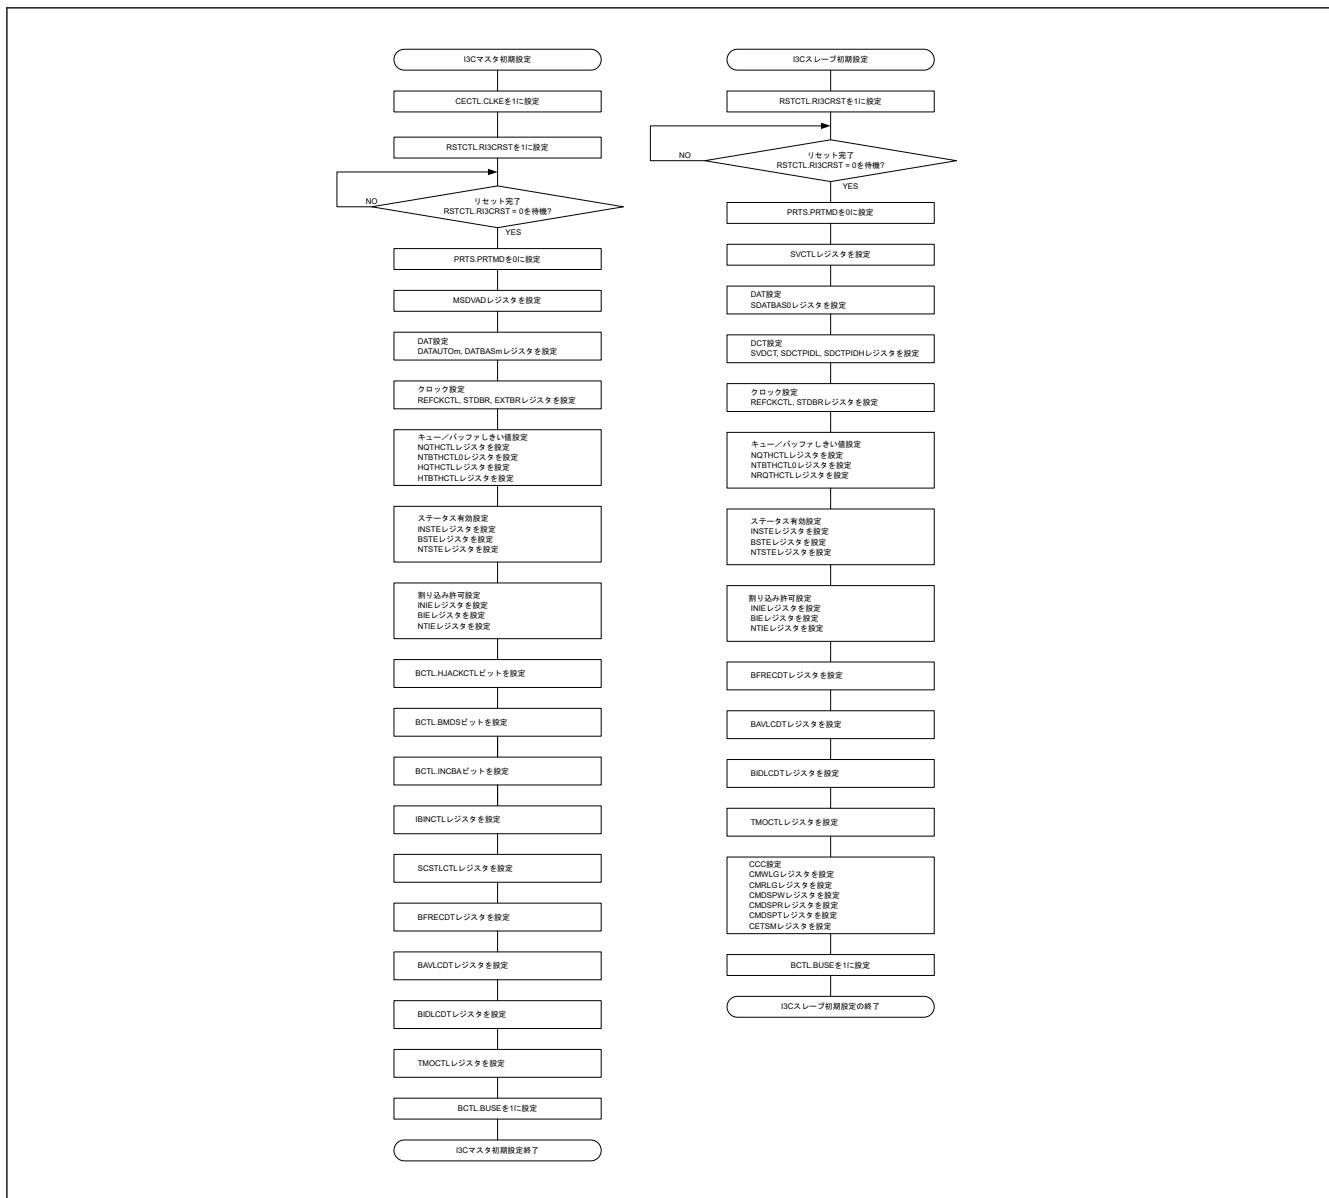 I3Cマスタ初期設定
CECTL.CLKEを1に設定
RSTCTL.RI3CRSTを1に設定
NO
リセット完了
RSTCTL.RI3CRST = 0を待機?
YES
PRTS.PRTMDを0に設定
MSDVADレジスタを設定
DAT設定
DATAUTOm, DATBASmレジスタを設定
クロック設定
REFCKCTL, STDBR, EXTBRレジスタを設定
キュー／バッファしきい値設定
NQTHCTLレジスタを設定
NTBTHCTL0レジスタを設定
HQTHCTLレジスタを設定
HTBTHCTLレジスタを設定
ステータス有効設定
INSTEレジスタを設定
BSTEレジスタを設定
NTSTEレジスタを設定
割り込み許可設定
INIEレジスタを設定
BIEレジスタを設定
NTIEレジスタを設定
BCTL.HJACKCTLビットを設定
BCTL.BMDSビットを設定
BCTL.INCBAビットを設定
IBINCTLレジスタを設定
SCSTLCTLレジスタを設定
BFRECDTレジスタを設定
BAVLCDTレジスタを設定
BIDLCDTレジスタを設定
TMOCTLレジスタを設定
BCTL.BUSEを1に設定
I3Cマスタ初期設定終了
I3Cスレーブ初期設定
RSTCTL.RI3CRSTを1に設定
NO
リセット完了
RSTCTL.RI3CRST = 0を待機?
YES
PRTS.PRTMDを0に設定
SVCTLレジスタを設定
DAT設定
SDATBAS0レジスタを設定
DCT設定
SVDCT, SDCTPIDL, SDCTPIDHレジスタを設定
クロック設定
REFCKCTL, STDBRレジスタを設定
キュー／バッファしきい値設定
NQTHCTLレジスタを設定
NTBTHCTL0レジスタを設定
NRQTHCTLレジスタを設定
ステータス有効設定
INSTEレジスタを設定
BSTEレジスタを設定
NTSTEレジスタを設定
割り込み許可設定
INIEレジスタを設定
BIEレジスタを設定
NTIEレジスタを設定
BFRECDTレジスタを設定
BAVLCDTレジスタを設定
BIDLCDTレジスタを設定
TMOCTLレジスタを設定
CCC設定
CMWLGレジスタを設定
CMRLGレジスタを設定
CMDSPWレジスタを設定
CMDSPRレジスタを設定
CMDSPTレジスタを設定
CETSMレジスタを設定
BCTL.BUSEを1に設定
I3Cスレーブ初期設定の終了